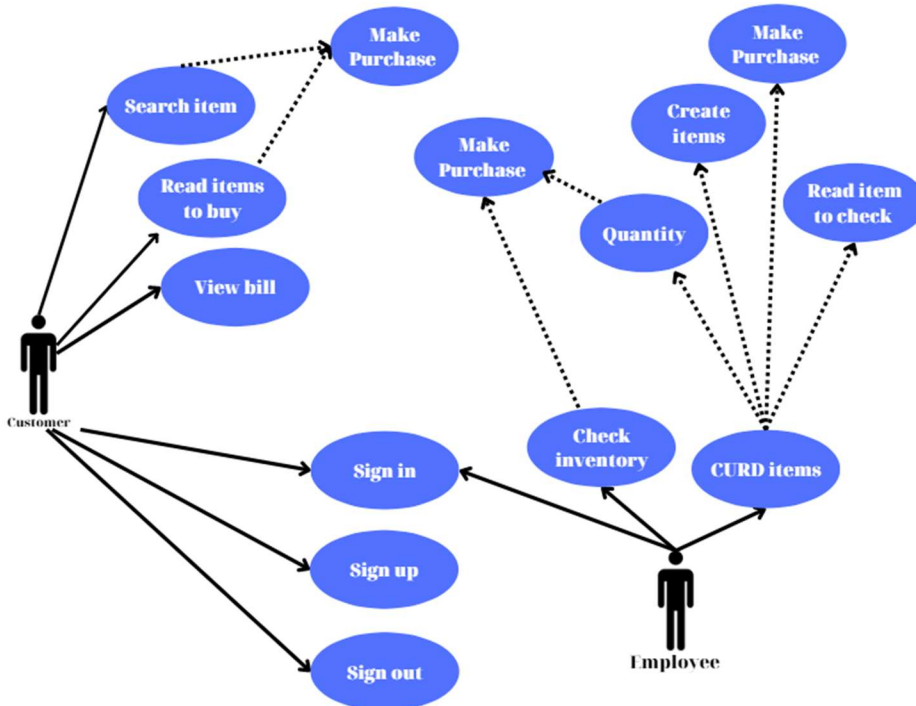 Make
Purchase
Search item
Read items
to buy
View bill
Customer
Sign in
Sign up
Sign out
Make
Purchase
Create
items
Make
Purchase
Quantity
Read item
to check
Check
inventory
CURD items
Employee